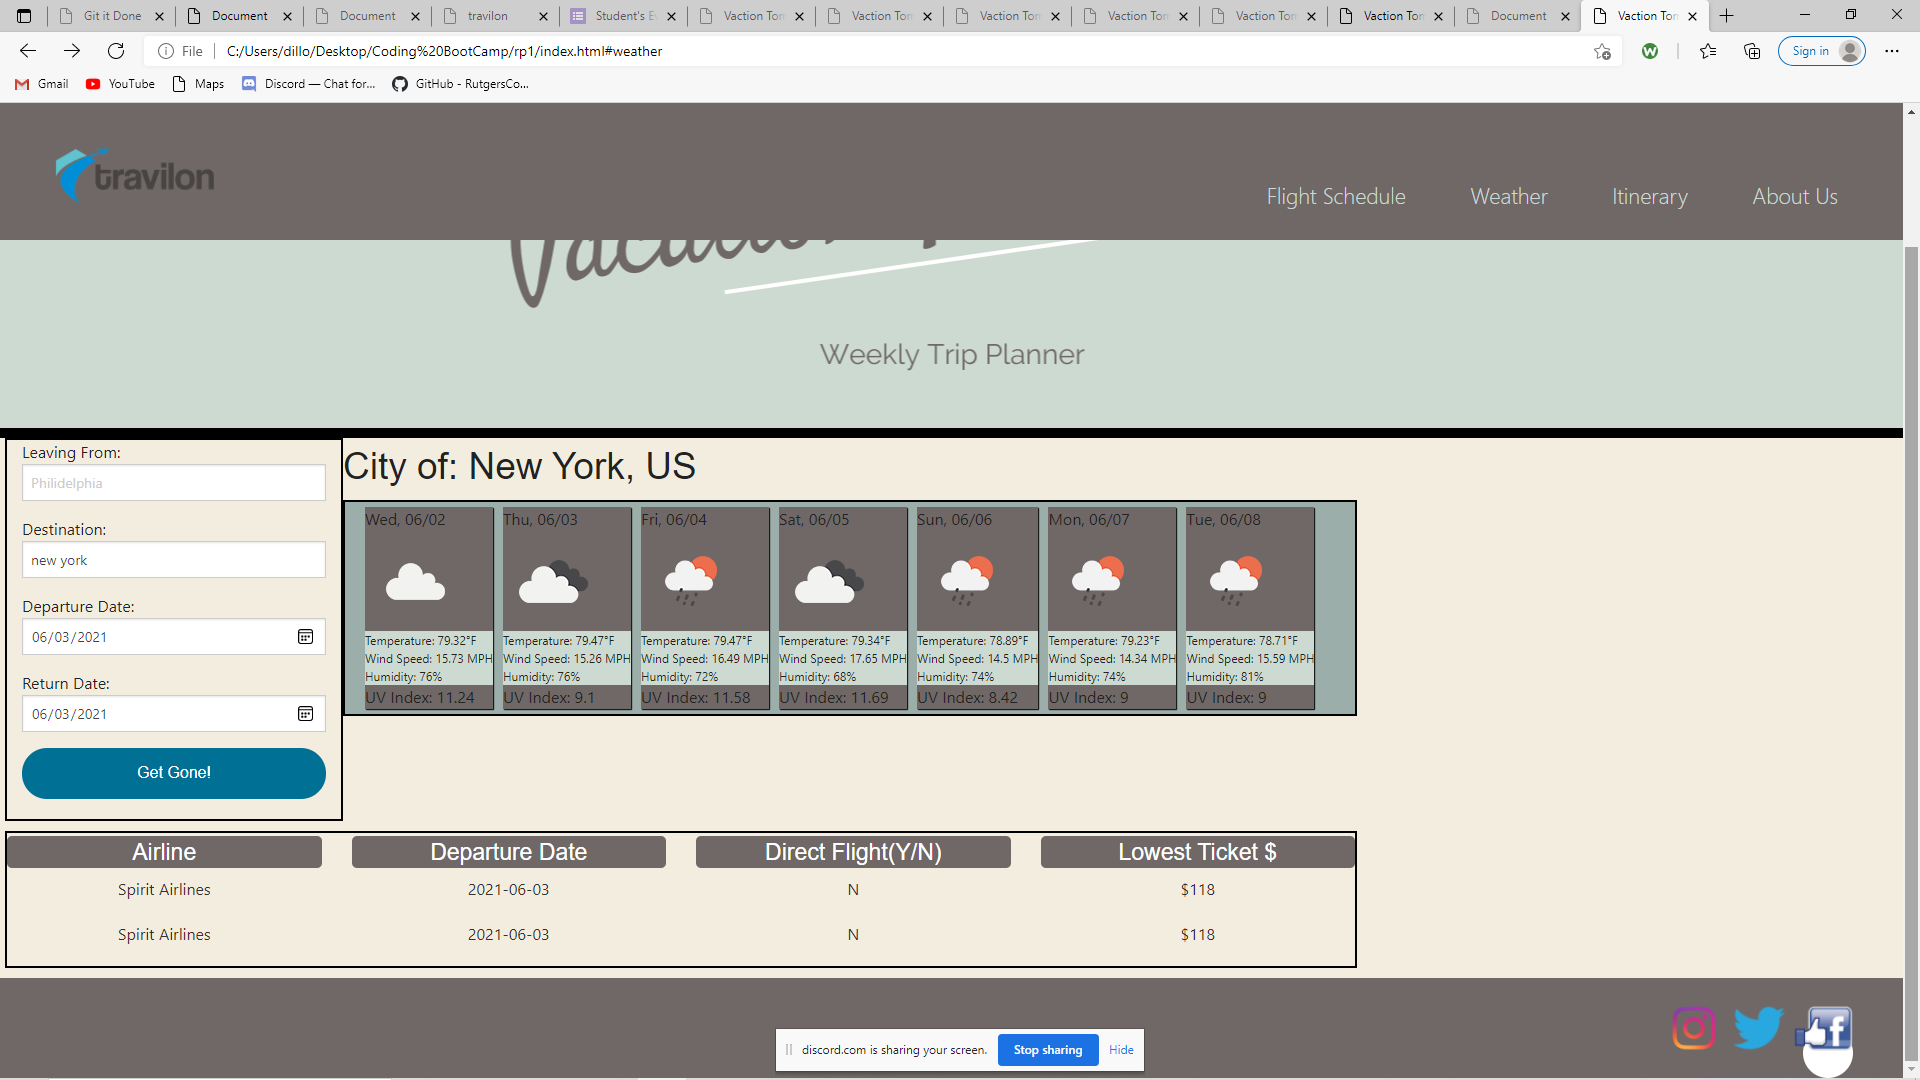 Git it Done
Document
Document
travilon
Student's E
Vaction Tom
Vaction Tom
Vaction Tom
Vaction Tom
Vaction Tom
Vaction Tom
Document
Vaction Tom
File
C:/Users/dillo/Desktop/Coding%20BootCamp/rp1/index.html#weather
Sign in
Gmail
YouTube
Maps
Discord — Chat for...
GitHub - RutgersCo...
travilon
Flight Schedule
Weather
Itinerary
About Us
Weekly Trip Planner
Leaving From:
Philidelphia
Destination:
new york
Departure Date:
06/03/2021
Return Date:
06/03/2021
Get Gone!
City of: New York, US
Wed, 06/02
Temperature: 79.32°F
Wind Speed: 15.73 MPH
Humidity: 76%
UV Index: 11.24
Thu, 06/03
Temperature: 79.47°F
Wind Speed: 15.26 MPH
Humidity: 76%
UV Index: 9.1
Fri, 06/04
Temperature: 79.47°F
Wind Speed: 16.49 MPH
Humidity: 72%
UV Index: 11.58
Sat, 06/05
Temperature: 79.34°F
Wind Speed: 17.65 MPH
Humidity: 68%
UV Index: 11.69
Sun, 06/06
Temperature: 78.89°F
Wind Speed: 14.5 MPH
Humidity: 74%
UV Index: 8.42
Mon, 06/07
Temperature: 79.23°F
Wind Speed: 14.34 MPH
Humidity: 74%
UV Index: 9
Tue, 06/08
Temperature: 78.71°F
Wind Speed: 15.59 MPH
Humidity: 81%
UV Index: 9
Airline Departure Date Direct Flight(Y/N) Lowest Ticket $
Spirit Airlines 2021-06-03 N $118
Spirit Airlines 2021-06-03 N $118
discord.com is sharing your screen. Stop sharing Hide